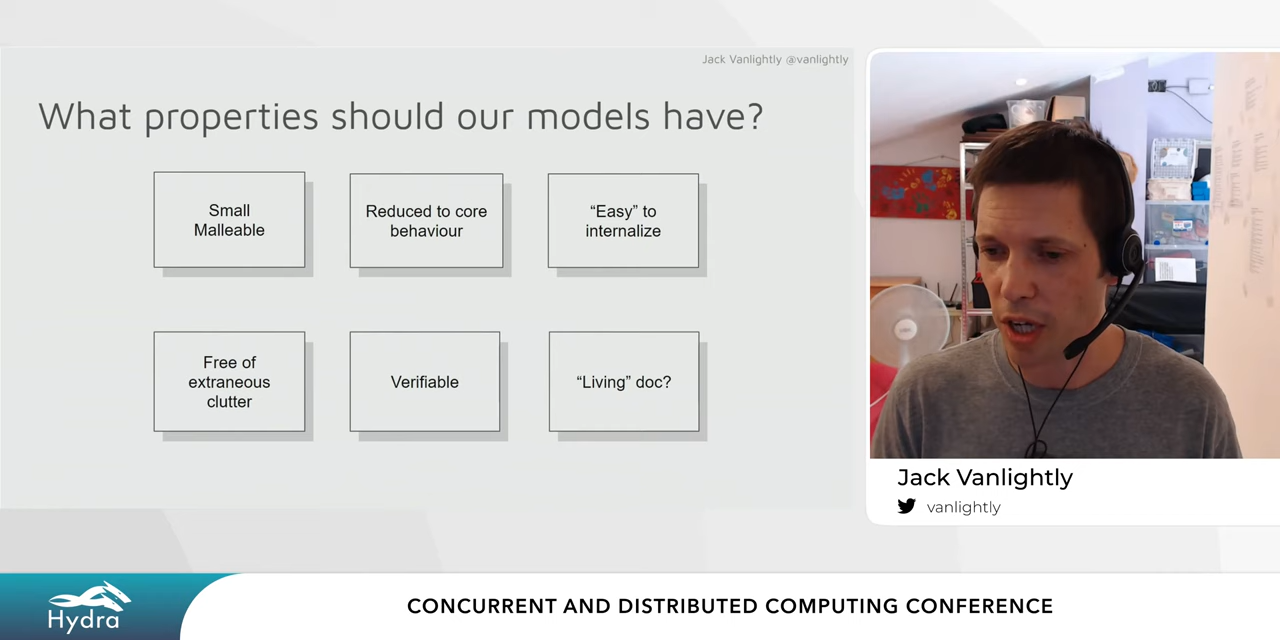 Jack Vanlightly @vanlightly
What properties should our models have?
Small
Malleable
Reduced to core
behaviour
“Easy” to
internalize
Free of
extraneous
clutter
Verifiable
“Living” doc?
Jack Vanlightly
vanlightly
Hydra
CONCURRENT AND DISTRIBUTED COMPUTING CONFERENCE